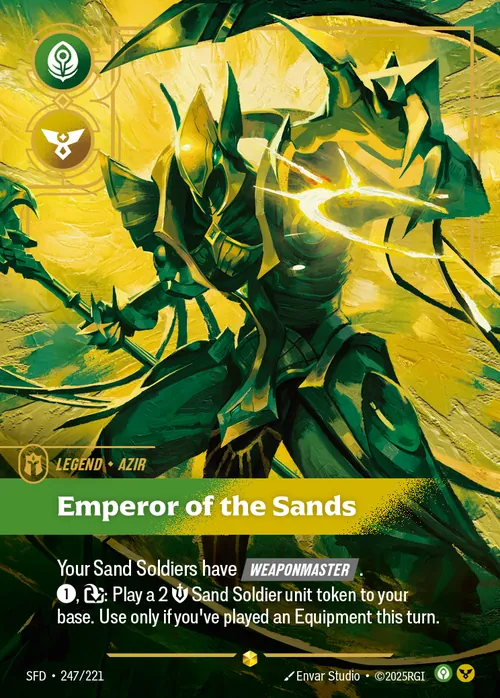 LEGEND • AZIR
Emperor of the Sands
Your Sand Soldiers have WEAPONMASTER.
1, : Play a 2 Sand Soldier unit token to your
base. Use only if you've played an Equipment this turn.
SFD • 247/221
Envar Studio • ©2025RGI